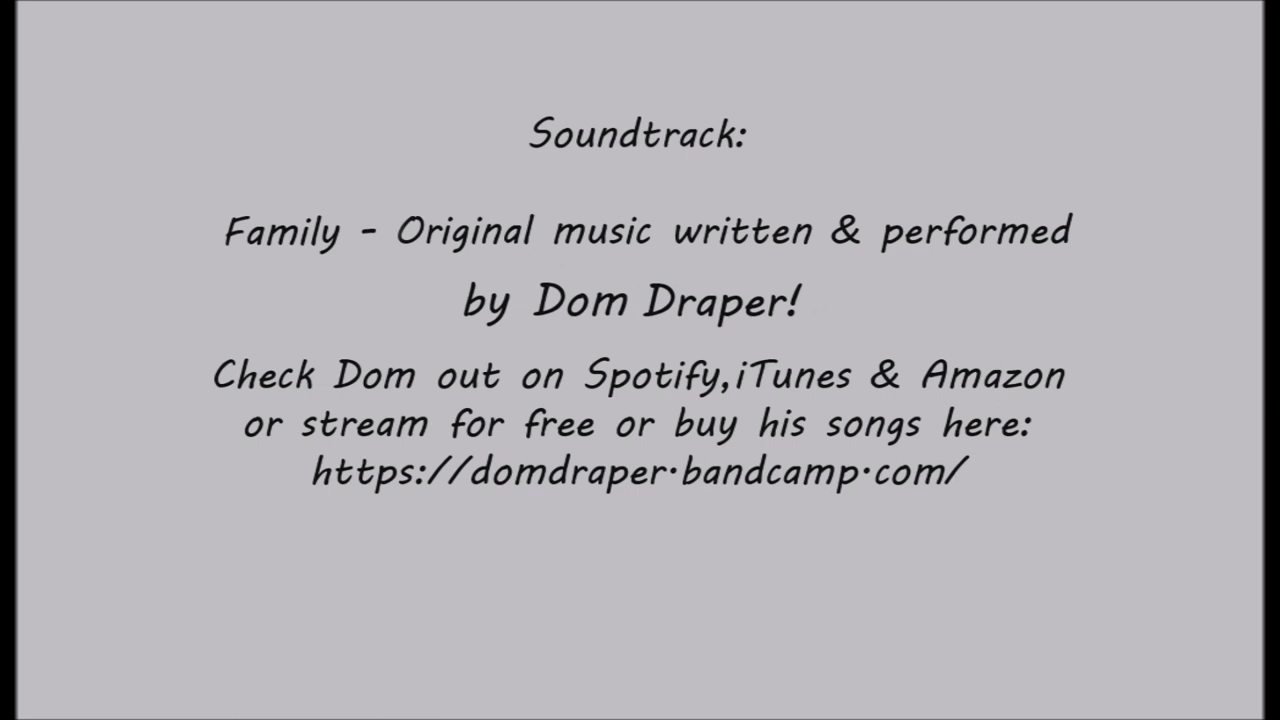 Soundtrack:
Family - Original music written & performed
by Dom Draper!
Check Dom out on Spotify,iTunes & Amazon
or stream for free or buy his songs here:
https://domdraper.bandcamp.com/